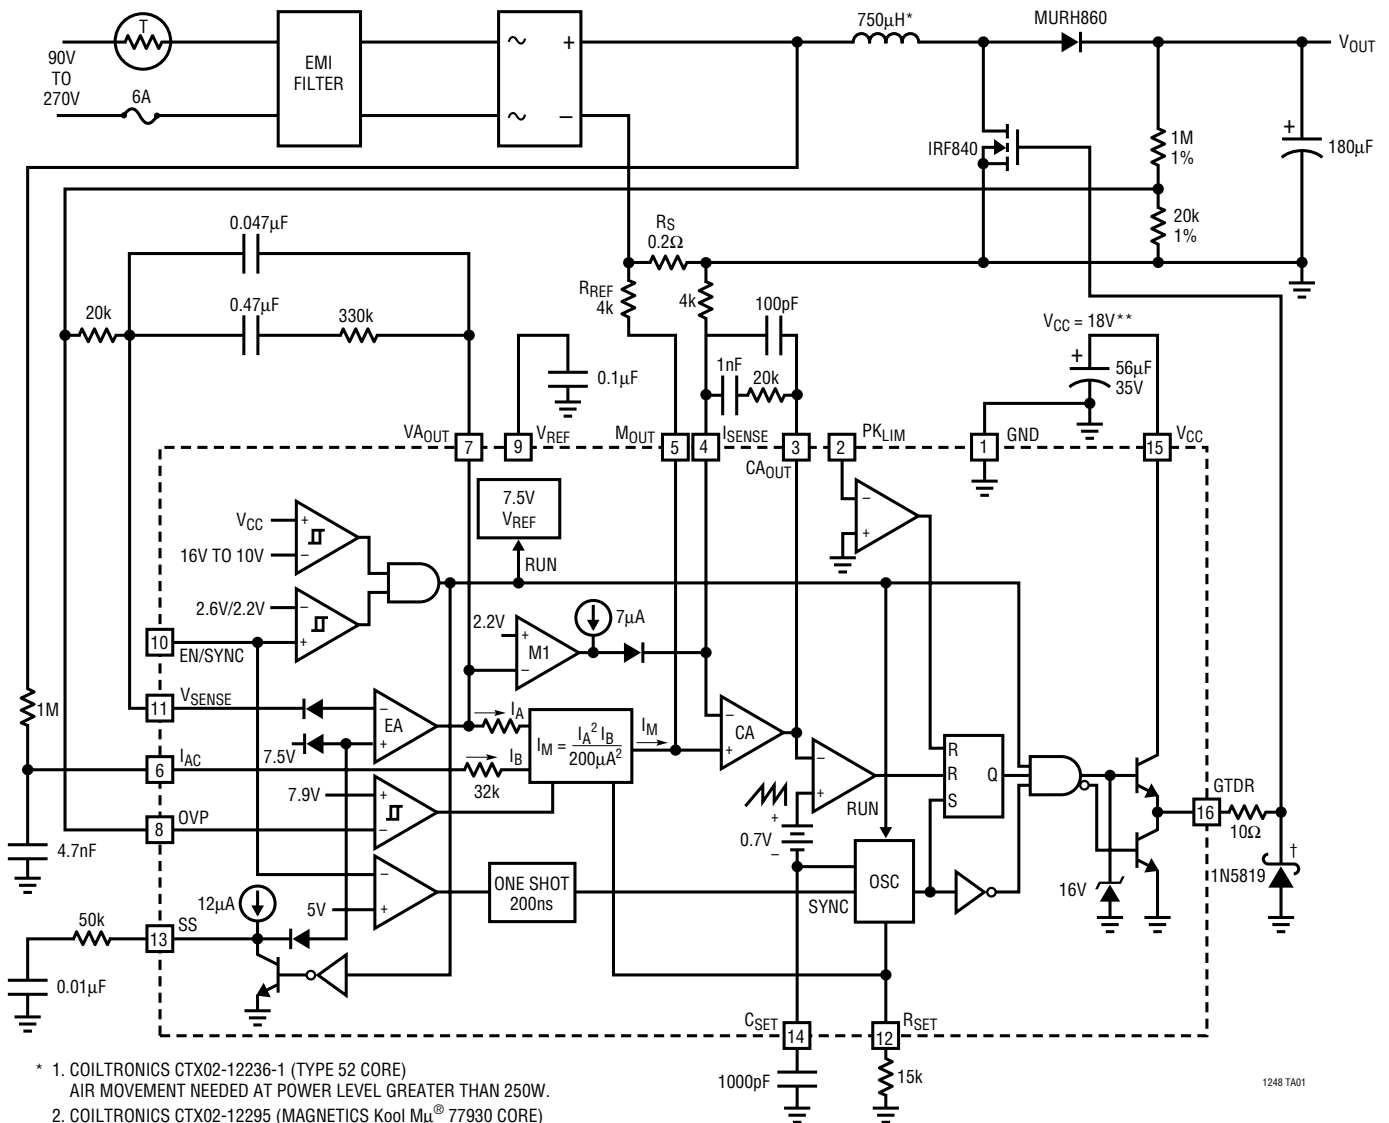 T
90V
TO
270V
6A
EMI
FILTER
~
+
~
−
750µH*
MURH860
VOUT
IRF840
1M
1%
+
180µF
20k
1%
0.047µF
RS
0.2Ω
RREF
4k
4k
100pF
20k
0.47µF
330k
0.1µF
1nF
20k
VCC = 18V**
+
56µF
35V
VAOUT
7
9
VREF
MOUT
5
4
ISENSE
3
CAOUT
2
PKLIM
1
GND
15
VCC
7.5V
VREF
RUN
VCC
+
16V TO 10V
−
2.6V/2.2V
−
+
10
EN/SYNC
2.2V
+
M1
−
7µA
1M
11
VSENSE
−
EA
+
7.5V
IA
IB
32k
IM = IA2 IB
200µA2
IM
−
CA
+
6
IAC
7.9V
+
−
8
OVP
4.7nF
−
+
RUN
+
0.7V
−
R
R
Q
S
GTDR
16
10Ω
†
1N5819
16V
−
5V
+
ONE SHOT
200ns
SYNC
OSC
12µA
50k
13
SS
0.01µF
CSET
14
RSET
12
1000pF
15k
−
+
* 1. COILTRONICS CTX02-12236-1 (TYPE 52 CORE)
AIR MOVEMENT NEEDED AT POWER LEVEL GREATER THAN 250W.
2. COILTRONICS CTX02-12295 (MAGNETICS Kool Mµ® 77930 CORE)
1248 TA01